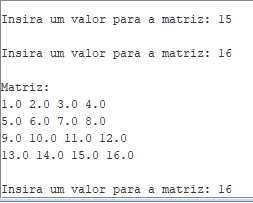 Insira um valor para a matriz: 15
Insira um valor para a matriz: 16
Matriz:
1.0 2.0 3.0 4.0
5.0 6.0 7.0 8.0
9.0 10.0 11.0 12.0
13.0 14.0 15.0 16.0
Insira um valor para a matriz: 16